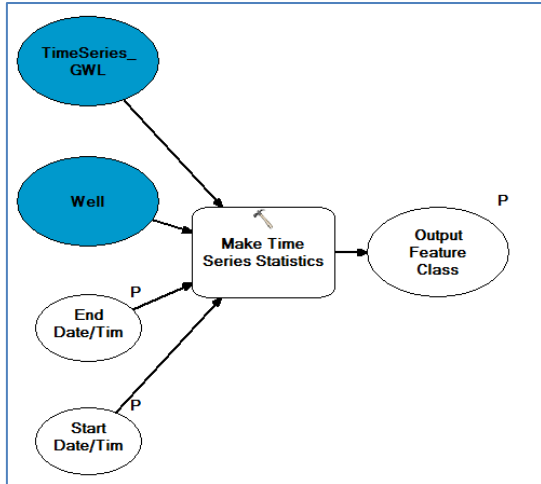 TimeSeries_
GWL
Well
P
End
Date/Tim
P
Start
Date/Tim
Make Time
Series Statistics
P
Output
Feature
Class